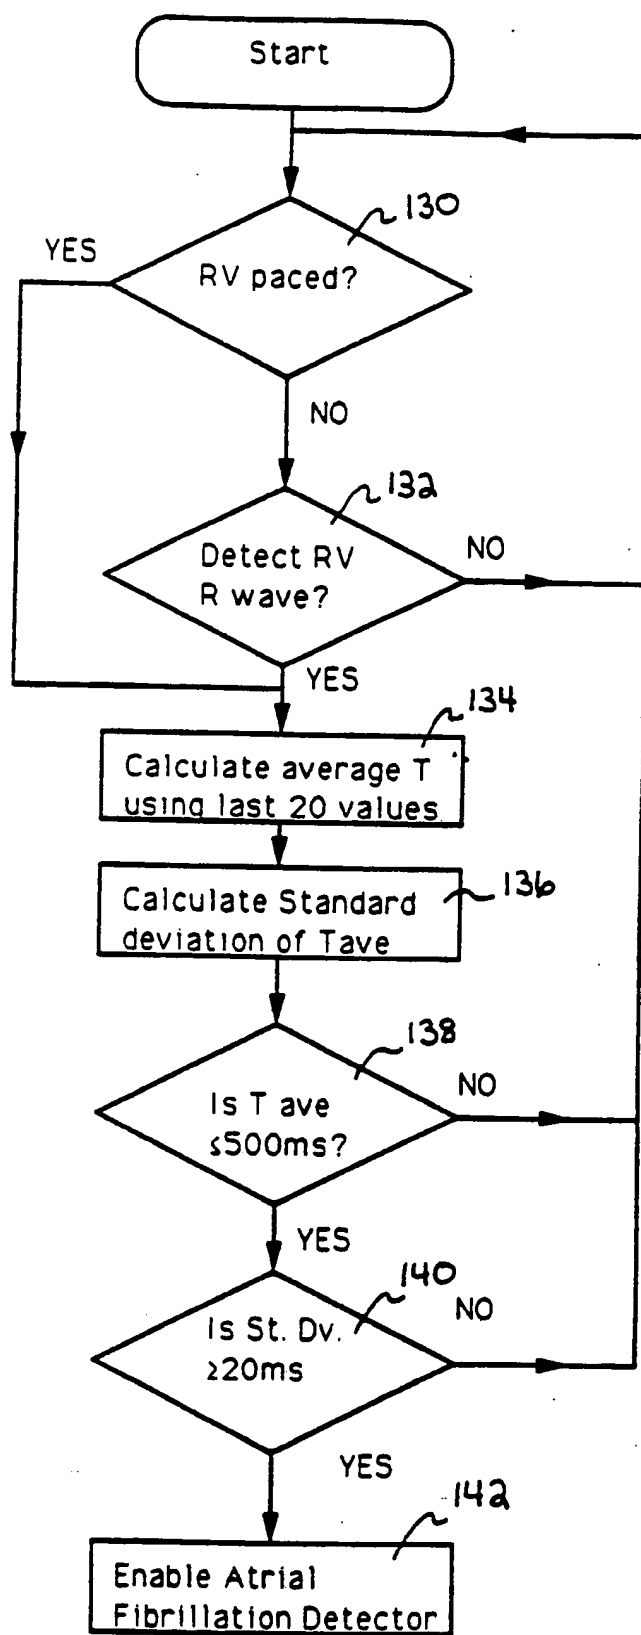 Start
130
YES
RV paced?
NO
132
Detect RV
R wave?
NO
YES
134
Calculate average T
using last 20 values
136
Calculate Standard
deviation of Tave
138
NO
Is T ave
≤500ms?
YES
140
NO
Is St. Dv.
≥20ms
YES
142
Enable Atrial
Fibrillation Detector